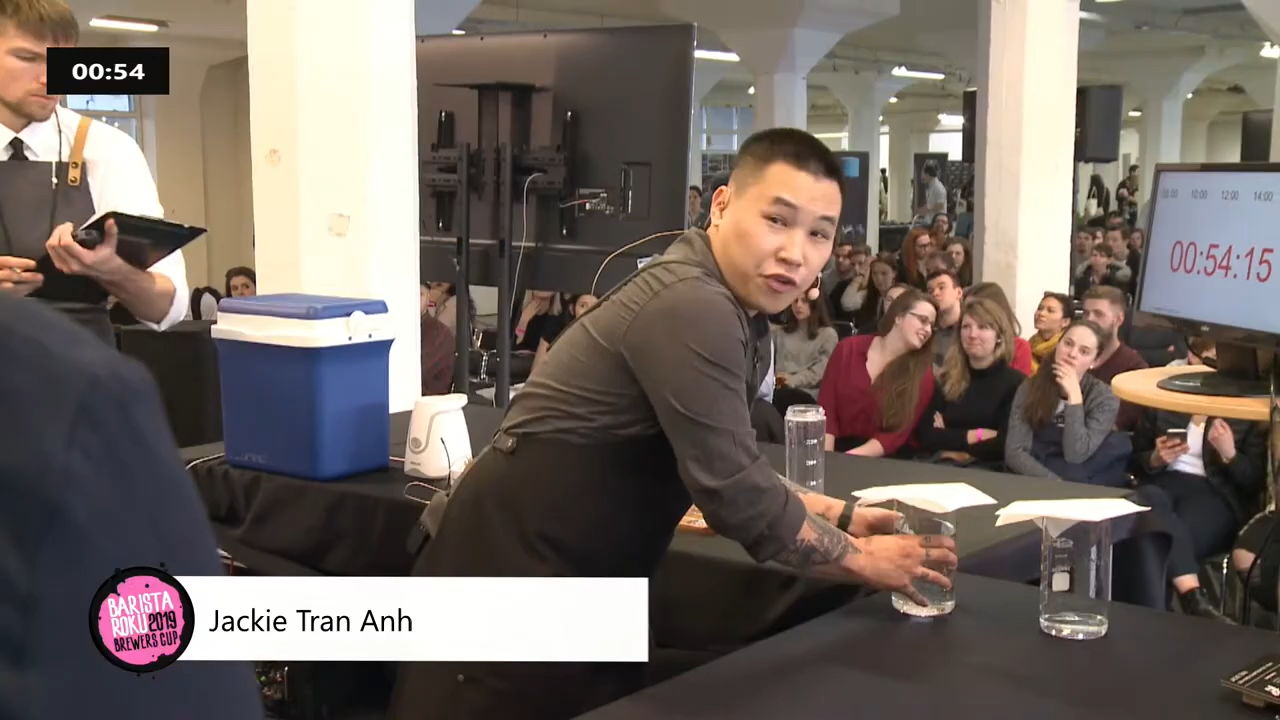 00:54
00:00 10:00 12:00 14:00
00:54:15
BARISTA
ROKU 2019
BREWERS CUP
Jackie Tran Anh